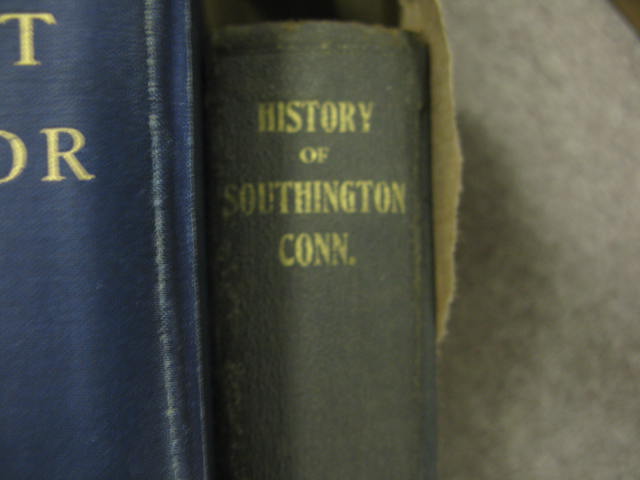 T
OR
HISTORY
OF
SOUTHINGTON
CONN.